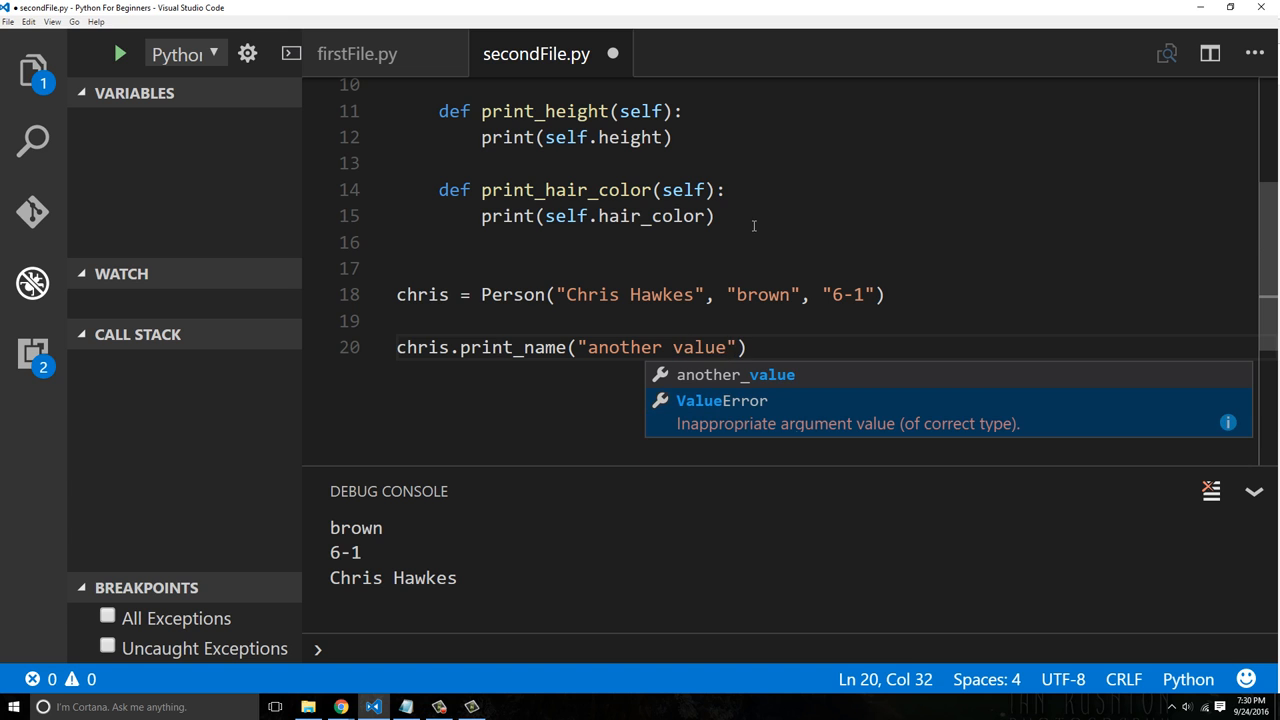 ● secondFile.py - Python For Beginners - Visual Studio Code
File Edit View Go Help
Python
firstFile.py
secondFile.py
1
2
VARIABLES
WATCH
CALL STACK
BREAKPOINTS
All Exceptions
Uncaught Exceptions
10
11 def print_height(self):
12 print(self.height)
13
14 def print_hair_color(self):
15 print(self.hair_color)
16
17
18 chris = Person("Chris Hawkes", "brown", "6-1")
19
20 chris.print_name("another value")
another_value
ValueError
Inappropriate argument value (of correct type).
DEBUG CONSOLE
brown
6-1
Chris Hawkes
0 0
Ln 20, Col 32 Spaces: 4 UTF-8 CRLF Python
I'm Cortana. Ask me anything.
7:30 PM
9/24/2016